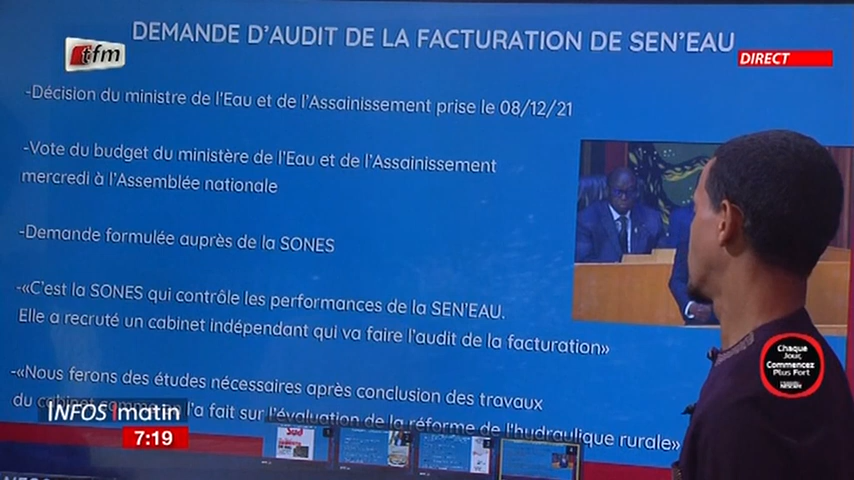 DEMANDE D'AUDIT DE LA FACTURATION DE SEN'EAU
tfm
DIRECT
-Décision du ministre de l'Eau et de l'Assainissement prise le 08/12/21
-Vote du budget du ministère de l'Eau et de l'Assainissement
mercredi à l'Assemblée nationale
-Demande formulée auprès de la SONES
-«C'est la SONES qui contrôle les performances de la SEN'EAU.
Elle a recruté un cabinet indépendant qui va faire l'audit de la facturation»
-«Nous ferons des études nécessaires après conclusion des travaux
du cabinet comme l'a fait sur l'évaluation de la réforme de l'hydraulique rurale»
Chaque
Jour,
Commencez
Plus Fort
INFOS matin
7:19
Sud